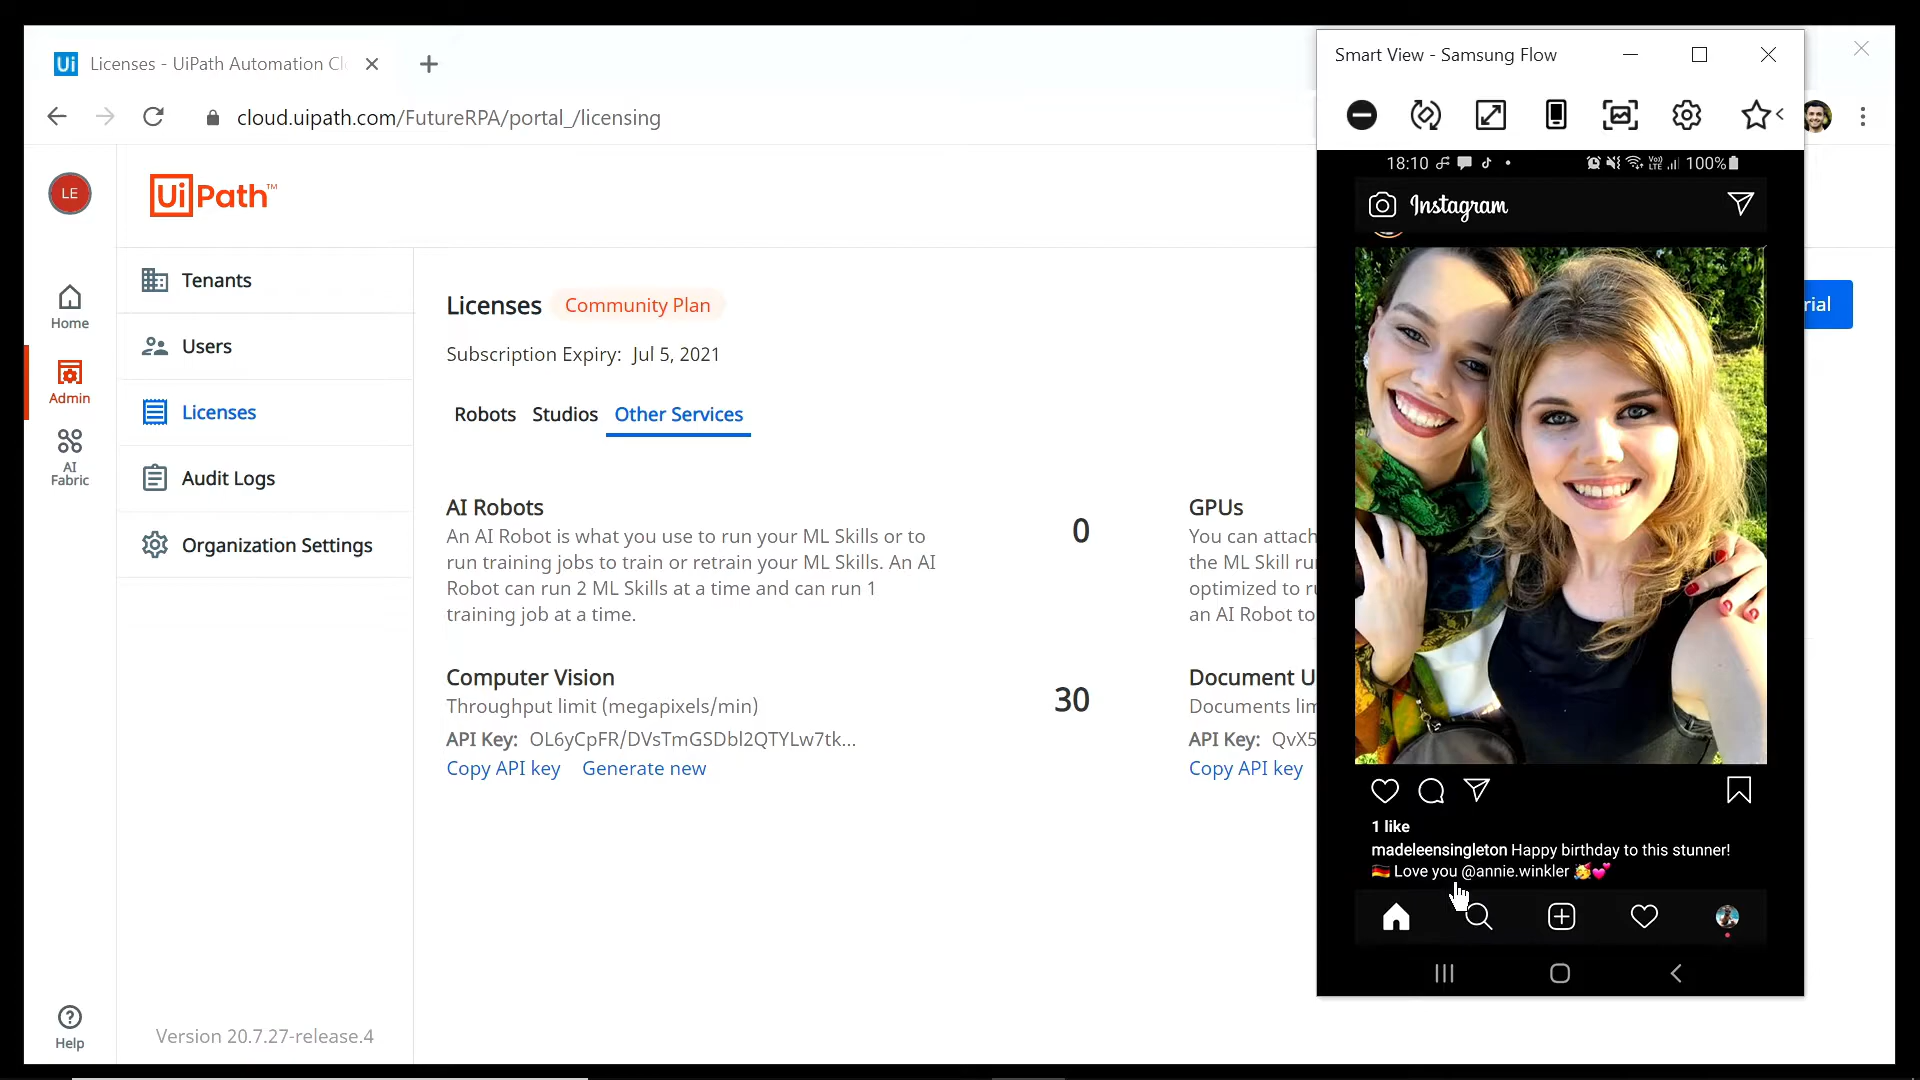 Licenses - UiPath Automation Cl
cloud.uipath.com/FutureRPA/portal_/licensing
LE
UiPath™
Home
Admin
AI
Fabric
Help
Tenants
Users
Licenses
Audit Logs
Organization Settings
Version 20.7.27-release.4
Licenses Community Plan
Subscription Expiry: Jul 5, 2021
Robots Studios Other Services
AI Robots
An AI Robot is what you use to run your ML Skills or to
run training jobs to train or retrain your ML Skills. An AI
Robot can run 2 ML Skills at a time and can run 1
training job at a time.
0
GPUs
You can attach
the ML Skill ru
optimized to r
an AI Robot to
Computer Vision
Throughput limit (megapixels/min)
API Key: OL6yCpFR/DVsTmGSDbl2QTYLw7tk...
Copy API key Generate new
30
Document U
Documents lim
API Key: QvX5
Copy API key
rial
Smart View - Samsung Flow
18:10 100%
Instagram
1 like
madeleensingleton Happy birthday to this stunner!
🇩🇪 Love you @annie.winkler 🥳💕